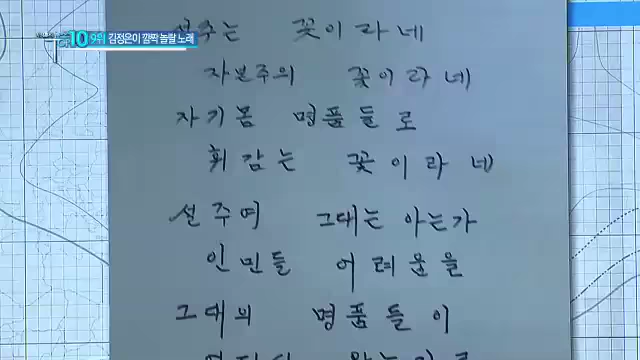 10 9위 김정은이 깜짝 놀랄 노래
설주는 꽃이라네
자본주의 꽃이라네
자기몸 명품들로
휘감는 꽃이라네
설주여 그대는 아는가
인민들 어려움을
그대의 명품들이